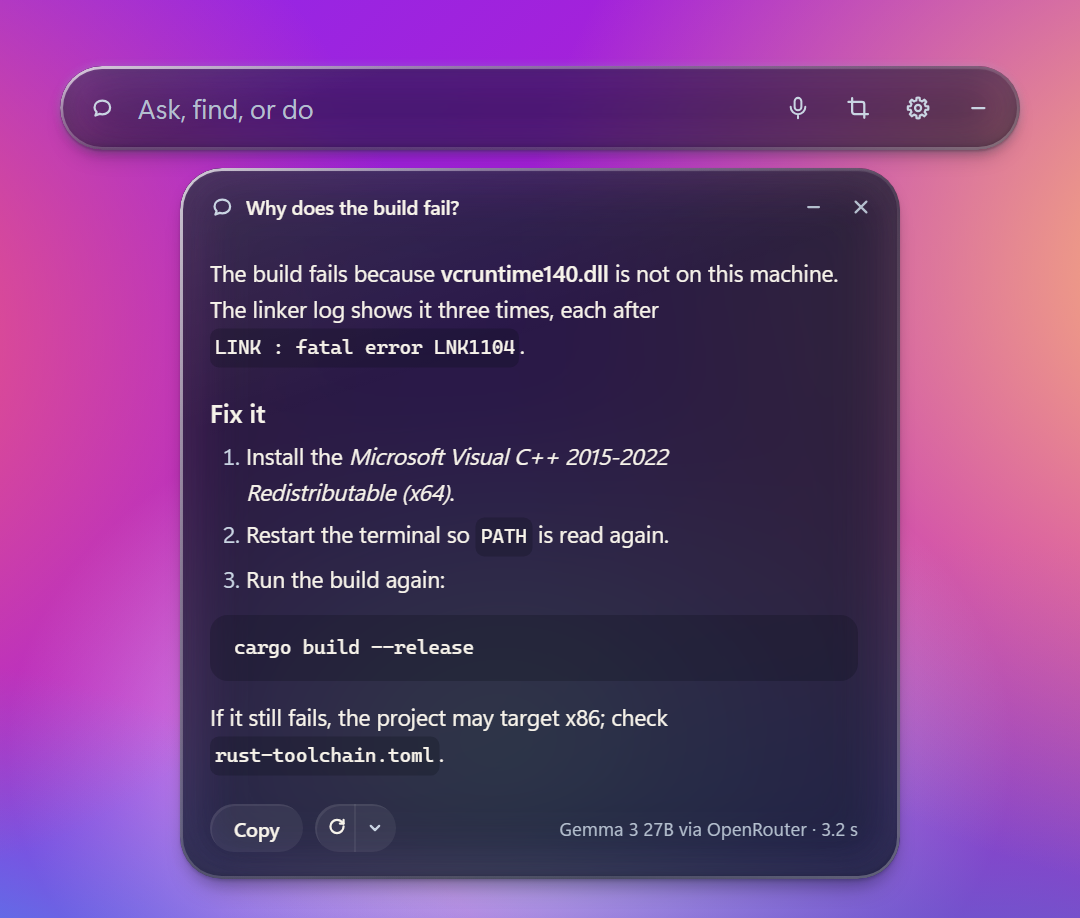 Ask, find, or do
Why does the build fail?
The build fails because vcruntime140.dll is not on this machine.
The linker log shows it three times, each after
LINK : fatal error LNK1104.
Fix it
1. Install the Microsoft Visual C++ 2015-2022
Redistributable (x64).
2. Restart the terminal so PATH is read again.
3. Run the build again:
cargo build --release
If it still fails, the project may target x86; check
rust-toolchain.toml.
Copy
Gemma 3 27B via OpenRouter · 3.2 s